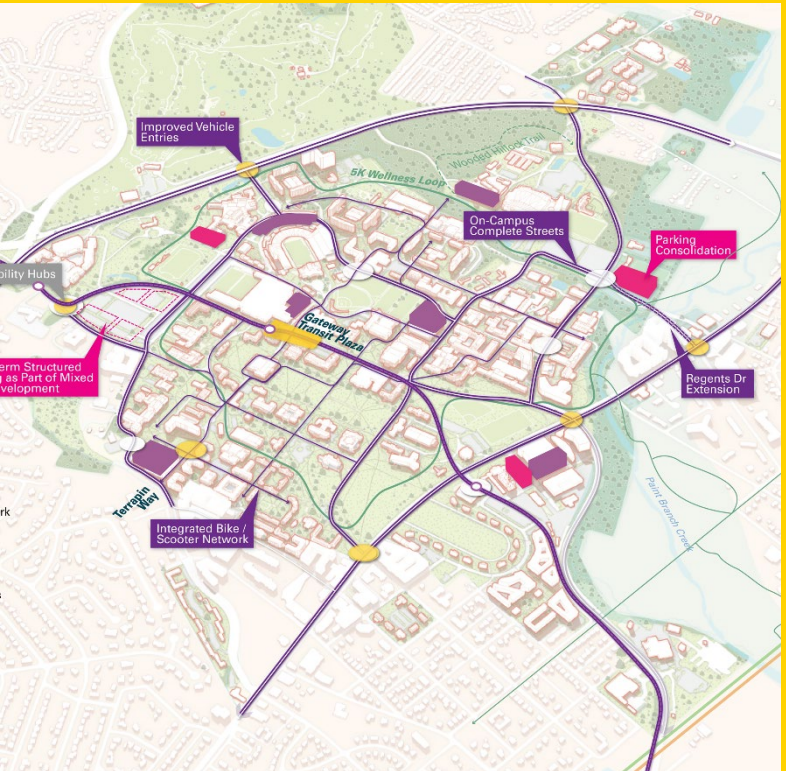 Improved Vehicle
Entries
Wooded Hillock Trail
5K Wellness Loop
On-Campus
Complete Streets
Parking
Consolidation
bility Hubs
Gateway
Transit Plaza
erm Structured
g as Part of Mixed
velopment
Regents Dr
Extension
Terrapin
Way
Integrated Bike /
Scooter Network
Paint Branch Creek
rk
s